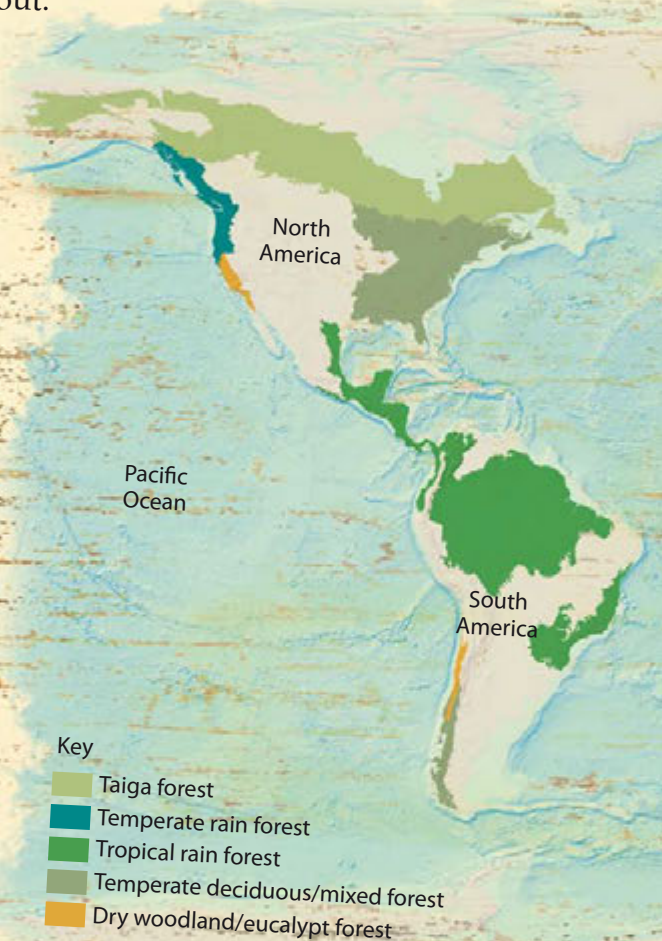 out.
North
America
Pacific
Ocean
South
America
Key
Taiga forest
Temperate rain forest
Tropical rain forest
Temperate deciduous/mixed forest
Dry woodland/eucalypt forest